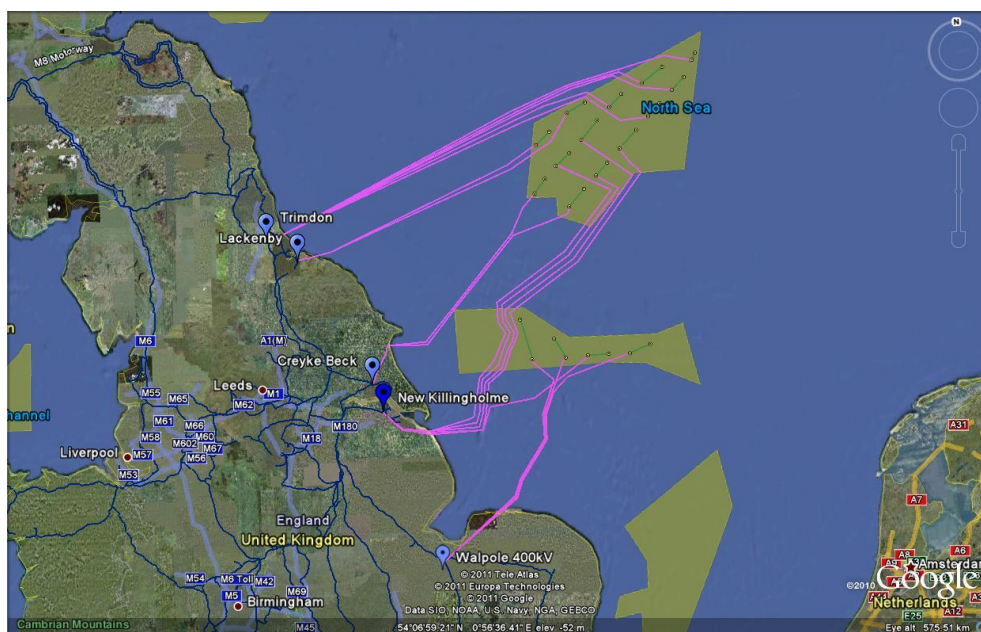 M8 Motorway
N
North Sea
Trimdon
Lackenby
M6
A1(M)
Creyke Beck
Leeds
M1
M55
M65
M62
New Killingholme
hannel
M61
M66
M180
M58
M60
M18
M602
M67
Liverpool
M57
M56
M53
A31
A7
England
United Kingdom
Walpole 400kV
A8
A6
A9
Amsterdam
M54
M6 Toll
M42
© 2011 Tele Atlas
© 2011 Europa Technologies
© 2011 Google
Data SIO, NOAA, U.S. Navy, NGA, GEBCO
©2010 Google
M5
M69
Birmingham
Netherlands
A12
E25
M45
Cambrian Mountains
54°06'59.21" N 0°56'36.41" E elev -52 m
Eye alt 575.51 km